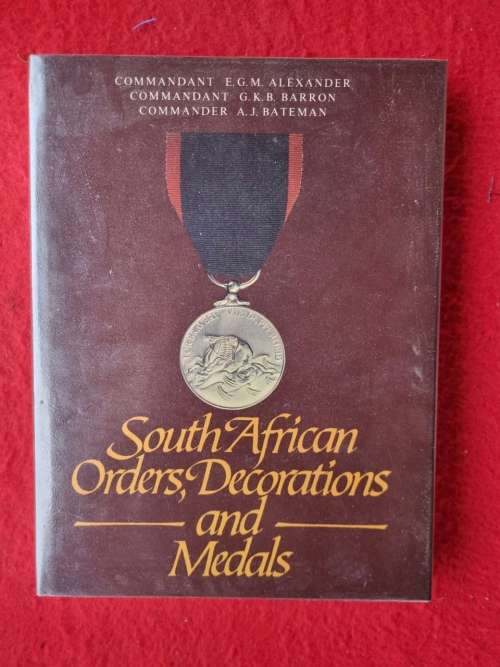 COMMANDANT E.G.M. ALEXANDER
COMMANDANT G.K.B. BARRON
COMMANDER A.J. BATEMAN
South African
Orders, Decorations
and
Medals